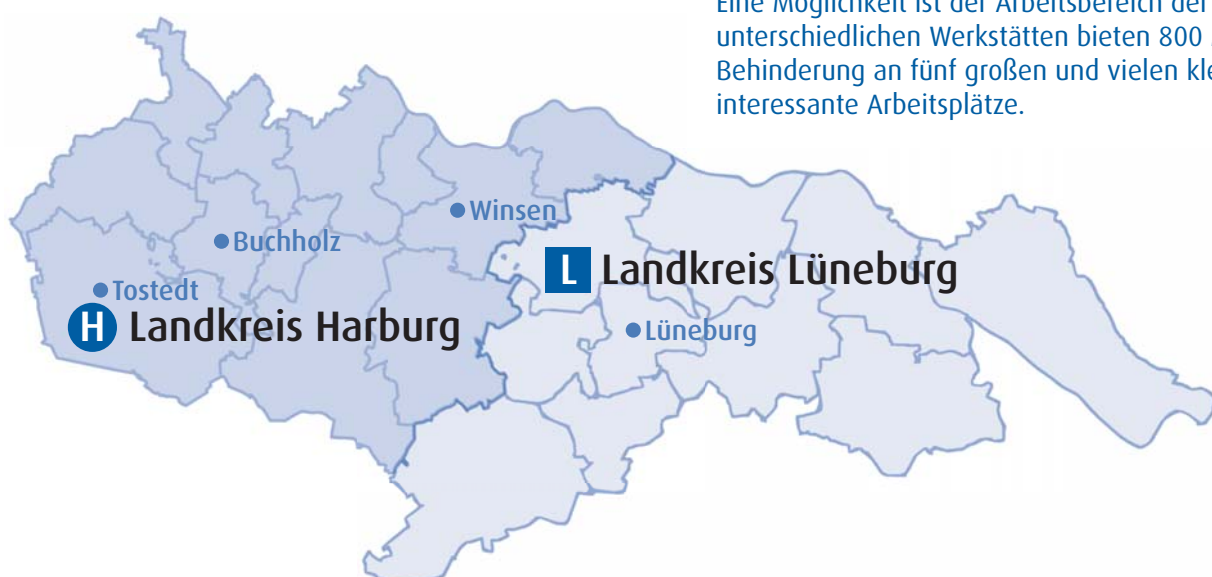 Eine Möglichkeit ist der Arbeitsbereich der
unterschiedlichen Werkstätten bieten 800
Behinderung an fünf großen und vielen
interessante Arbeitsplätze.
Winsen
Buchholz
L Landkreis Lüneburg
Tostedt
H Landkreis Harburg
Lüneburg